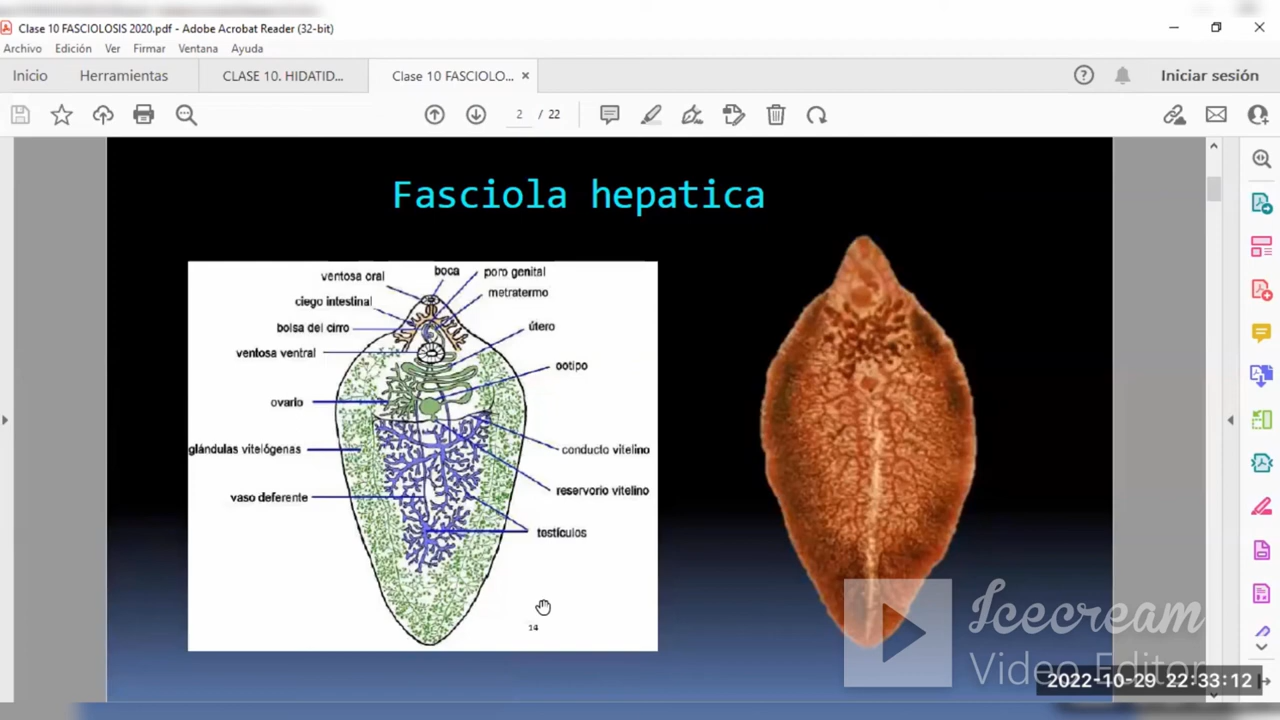 Clase 10 FASCIOLOSIS 2020.pdf - Adobe Acrobat Reader (32-bit)
Archivo Edición Ver Firmar Ventana Ayuda
Inicio Herramientas CLASE 10. HIDATID... Clase 10 FASCIOLO... × Iniciar sesión
2 / 22
Fasciola hepatica
ventosa oral
boca
poro genital
ciego intestinal
metratermo
bolsa del cirro
útero
ventosa ventral
ootipo
ovario
glándulas vitelógenas
conducto vitelino
vaso deferente
reservorio vitelino
tostículos
14
Icecream
Video Editor
2022-10-29 22:33:12